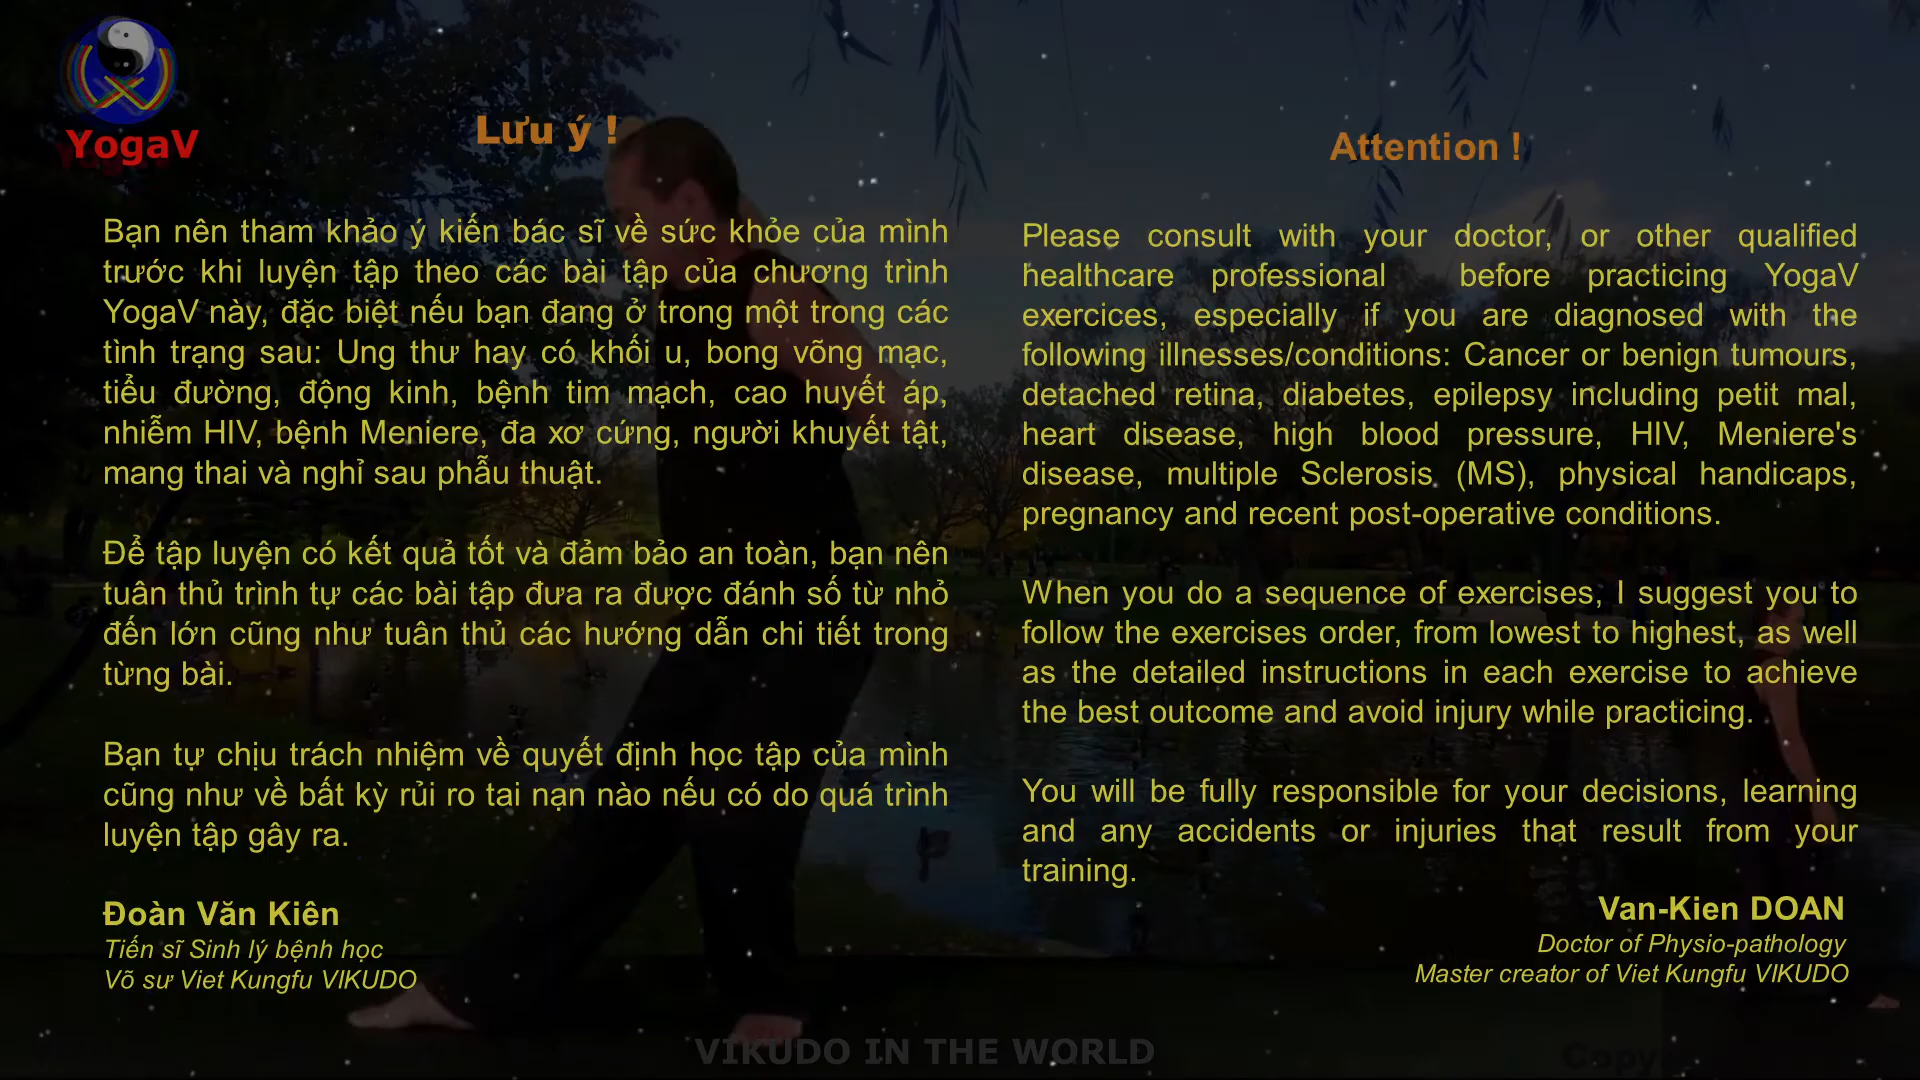 YogaV
Lưu ý !
Bạn nên tham khảo ý kiến bác sĩ về sức khỏe của mình
trước khi luyện tập theo các bài tập của chương trình
YogaV này, đặc biệt nếu bạn đang ở trong một trong các
tình trạng sau: Ung thư hay có khối u, bong võng mạc,
tiểu đường, động kinh, bệnh tim mạch, cao huyết áp,
nhiễm HIV, bệnh Meniere, đa xơ cứng, người khuyết tật,
mang thai và nghỉ sau phẫu thuật.
Để tập luyện có kết quả tốt và đảm bảo an toàn, bạn nên
tuân thủ trình tự các bài tập đưa ra được đánh số từ nhỏ
đến lớn cũng như tuân thủ các hướng dẫn chi tiết trong
từng bài.
Bạn tự chịu trách nhiệm về quyết định học tập của mình
cũng như về bất kỳ rủi ro tai nạn nào nếu có do quá trình
luyện tập gây ra.
Đoàn Văn Kiên
Tiến sĩ Sinh lý bệnh học
Võ sư Viet Kungfu VIKUDO
Attention !
Please consult with your doctor, or other qualified
healthcare professional before practicing YogaV
exercices, especially if you are diagnosed with the
following illnesses/conditions: Cancer or benign tumours,
detached retina, diabetes, epilepsy including petit mal,
heart disease, high blood pressure, HIV, Meniere's
disease, multiple Sclerosis (MS), physical handicaps,
pregnancy and recent post-operative conditions.
When you do a sequence of exercises, I suggest you to
follow the exercises order, from lowest to highest, as well
as the detailed instructions in each exercise to achieve
the best outcome and avoid injury while practicing.
You will be fully responsible for your decisions, learning
and any accidents or injuries that result from your
training.
Van-Kien DOAN
Doctor of Physio-pathology
Master creator of Viet Kungfu VIKUDO
VIKUDO IN THE WORLD